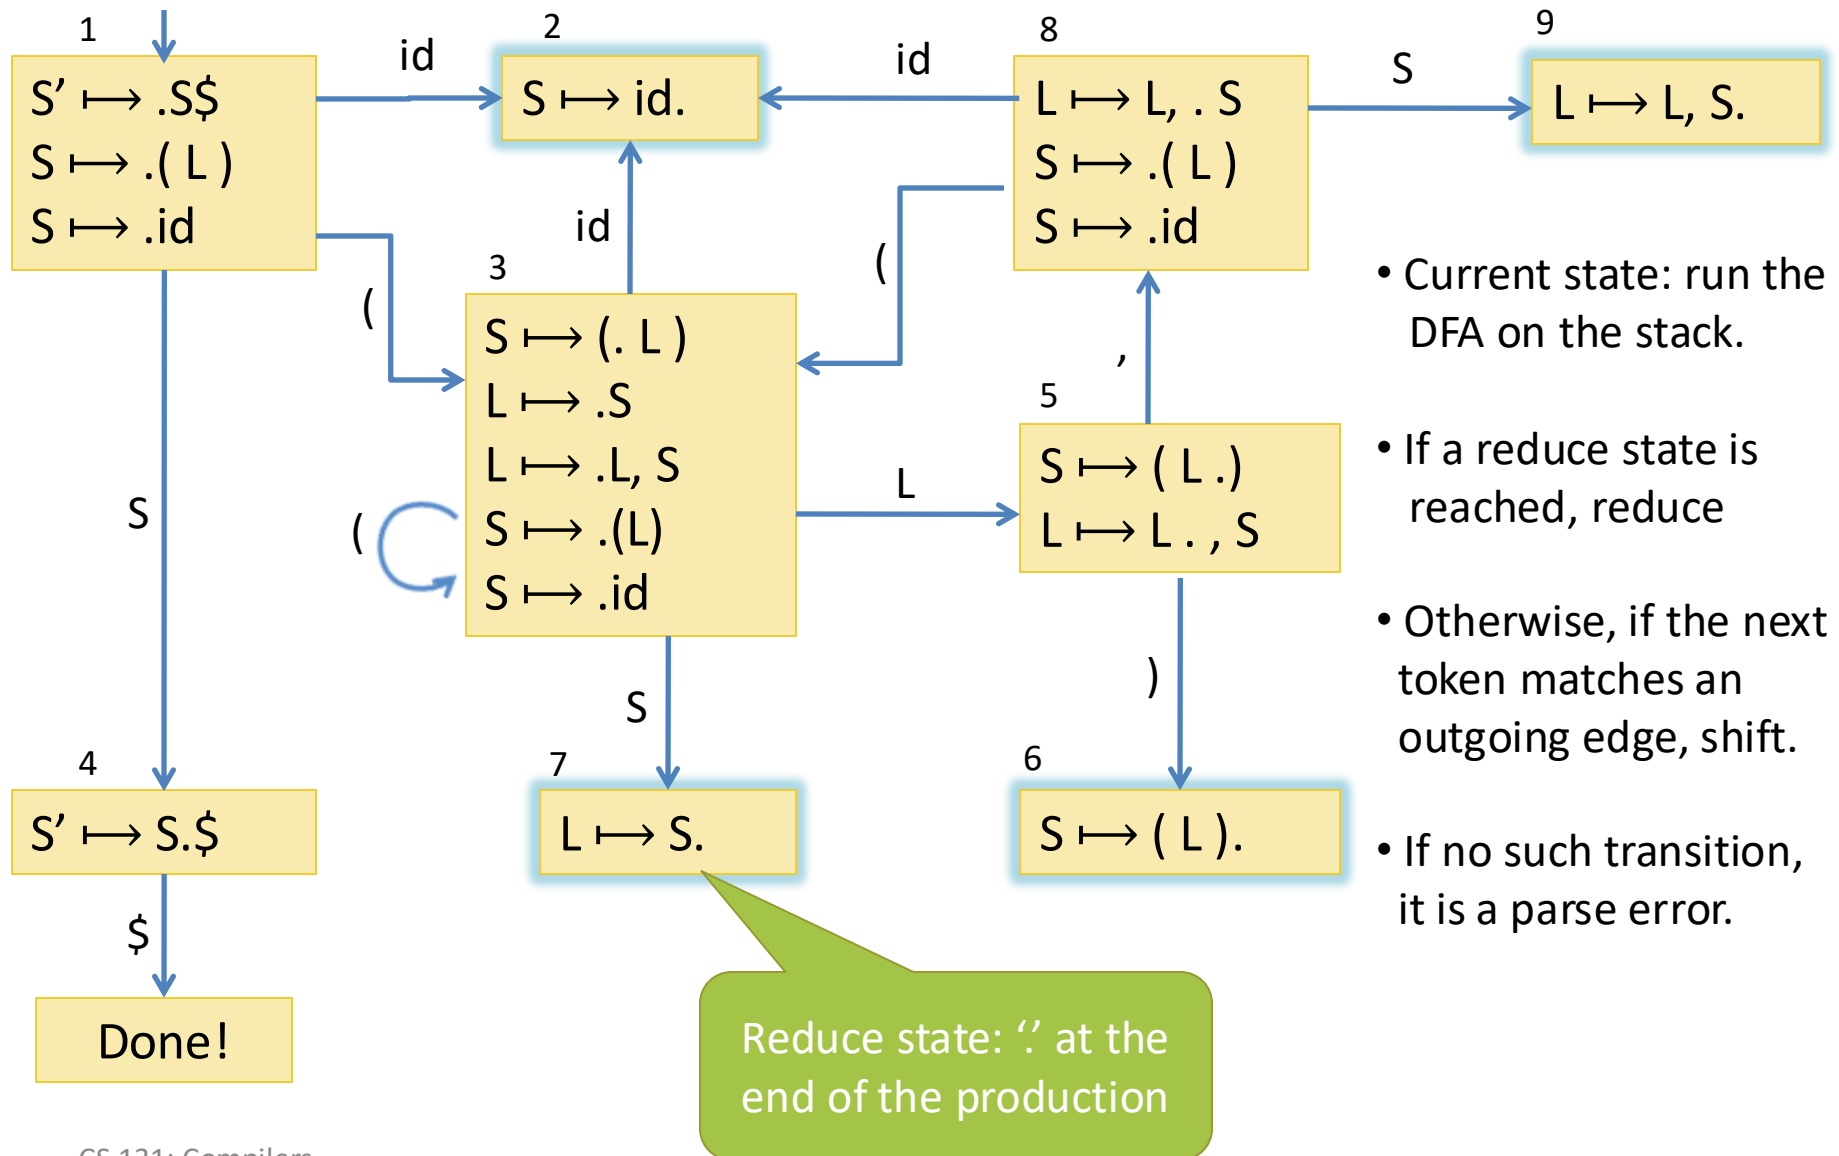 1
S’ ⟼ .S$
S ⟼ .( L )
S ⟼ .id
id
2
S ⟼ id.
id
8
L ⟼ L, . S
S ⟼ .( L )
S ⟼ .id
S
9
L ⟼ L, S.
id
(
(
3
S ⟼ (. L )
L ⟼ .S
L ⟼ .L, S
S ⟼ .(L)
S ⟼ .id
(
L
,
5
S ⟼ ( L .)
L ⟼ L . , S
S
S
)
4
S’ ⟼ S.$
7
L ⟼ S.
6
S ⟼ ( L ).
$
Done!
• Current state: run the
DFA on the stack.
• If a reduce state is
reached, reduce
• Otherwise, if the next
token matches an
outgoing edge, shift.
• If no such transition,
it is a parse error.
Reduce state: ‘.’ at the
end of the production
CS 131: Compilers